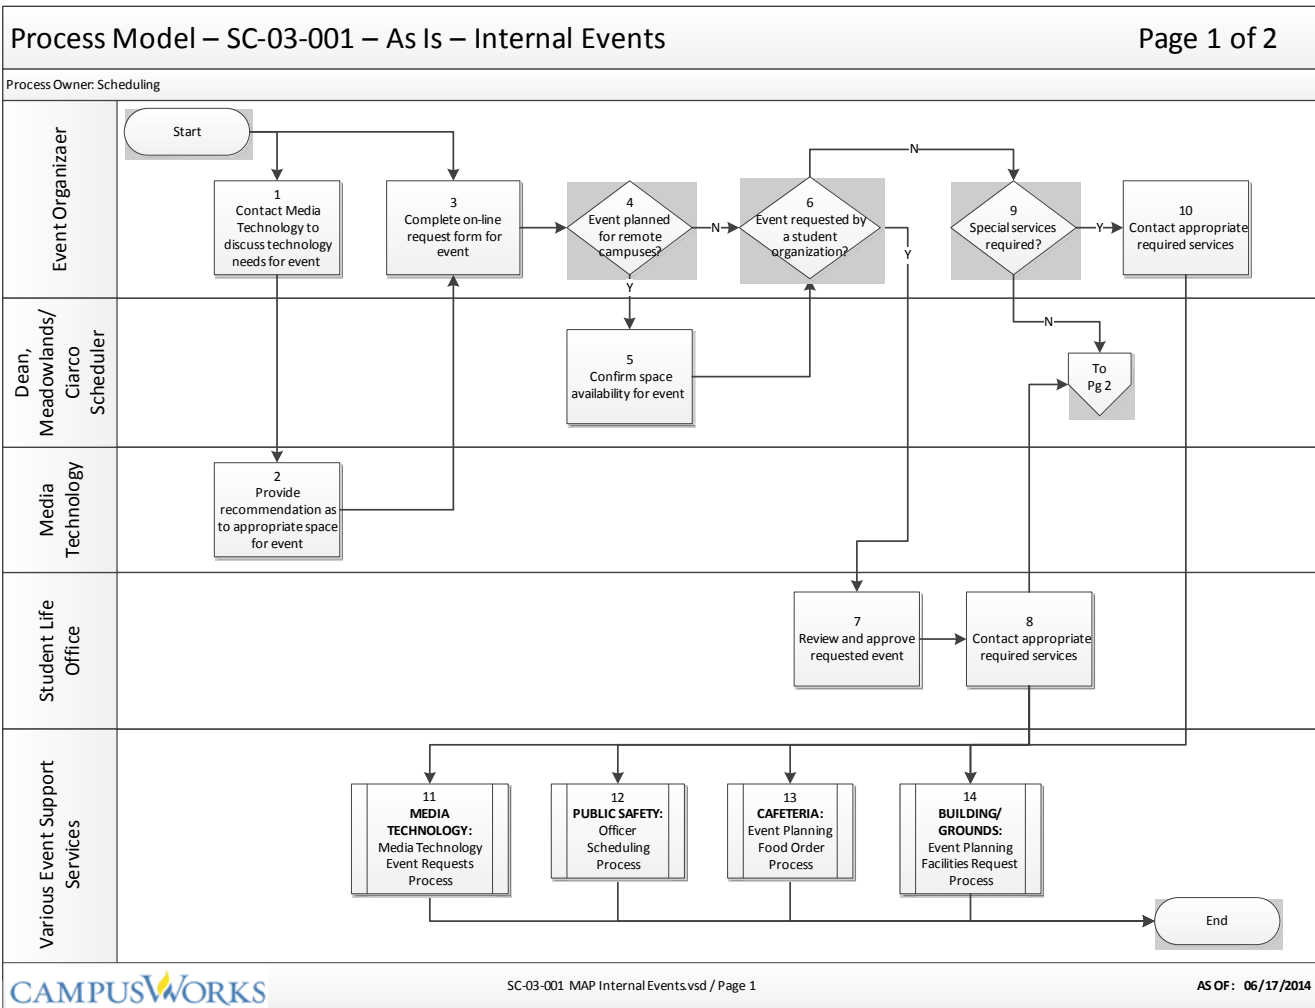 Process Model – SC-03-001 – As Is – Internal Events
Page 1 of 2
Process Owner: Scheduling
Event Organizaer
Start
1
Contact Media
Technology to
discuss technology
needs for event
3
Complete on-line
request form for
event
4
Event planned
for remote
campuses?
N
Y
6
Event requested by
a student
organization?
N
Y
9
Special services
required?
Y
N
10
Contact appropriate
required services
Dean,
Meadowlands/
Ciarco
Scheduler
5
Confirm space
availability for event
To
Pg 2
Media
Technology
2
Provide
recommendation as
to appropriate space
for event
Student Life
Office
7
Review and approve
requested event
8
Contact appropriate
required services
Various Event Support
Services
11
MEDIA
TECHNOLOGY:
Media Technology
Event Requests
Process
12
PUBLIC SAFETY:
Officer
Scheduling
Process
13
CAFETERIA:
Event Planning
Food Order
Process
14
BUILDING/
GROUNDS:
Event Planning
Facilities Request
Process
End
CAMPUSWORKS
SC-03-001 MAP Internal Events.vsd / Page 1
AS OF: 06/17/2014